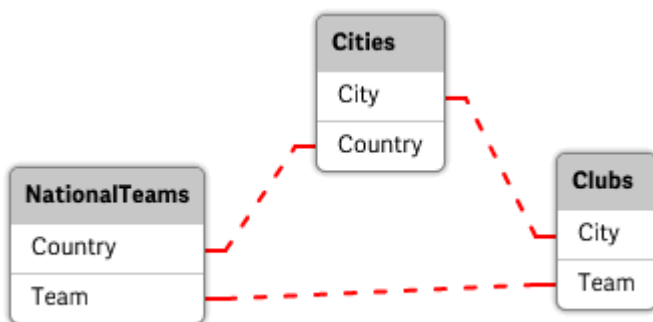 Cities
City
Country
NationalTeams
Country
Team
Clubs
City
Team